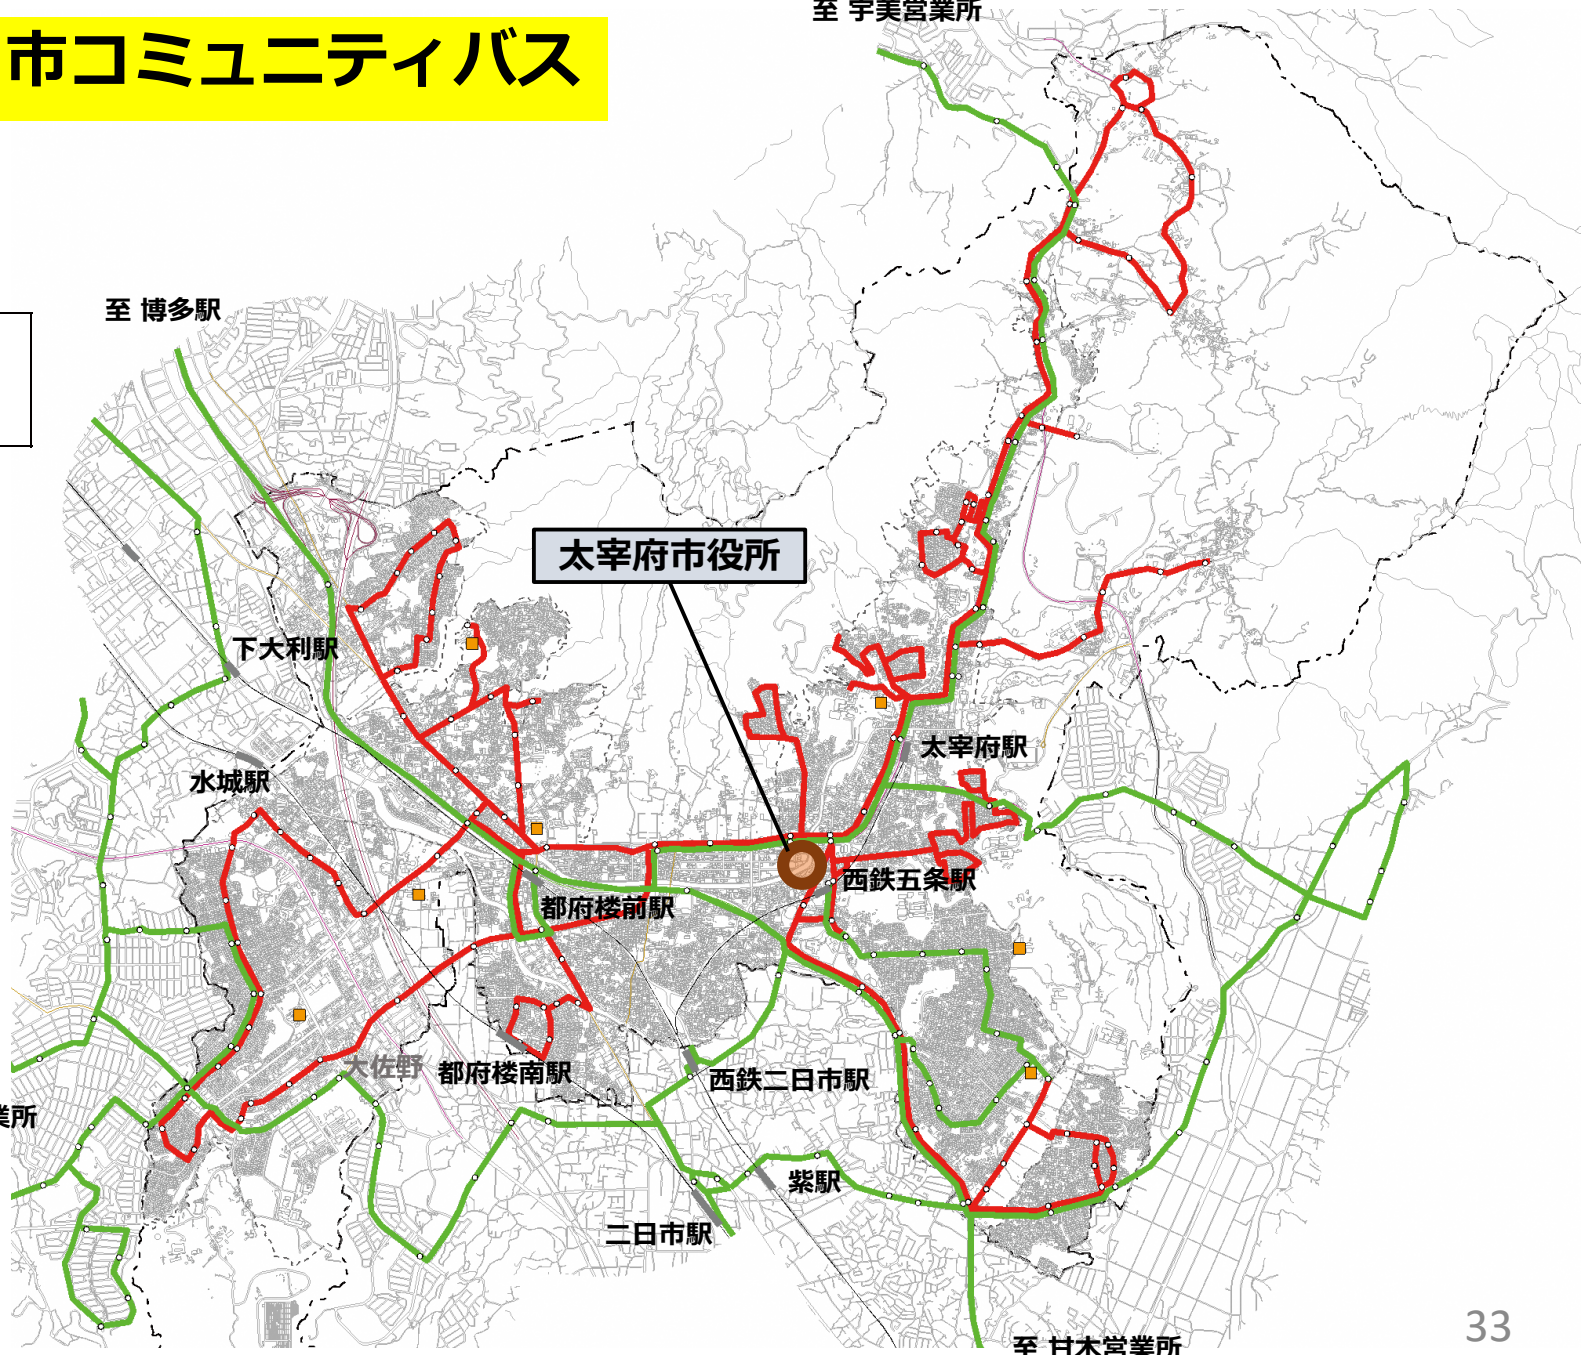 至 宇美営業所
市コミュニティバス
至 博多駅
太宰府市役所
下大利駅
太宰府駅
水城駅
西鉄五条駅
都府楼前駅
大佐野
都府楼南駅
西鉄二日市駅
業所
紫駅
二日市駅
至 甘木営業所
33